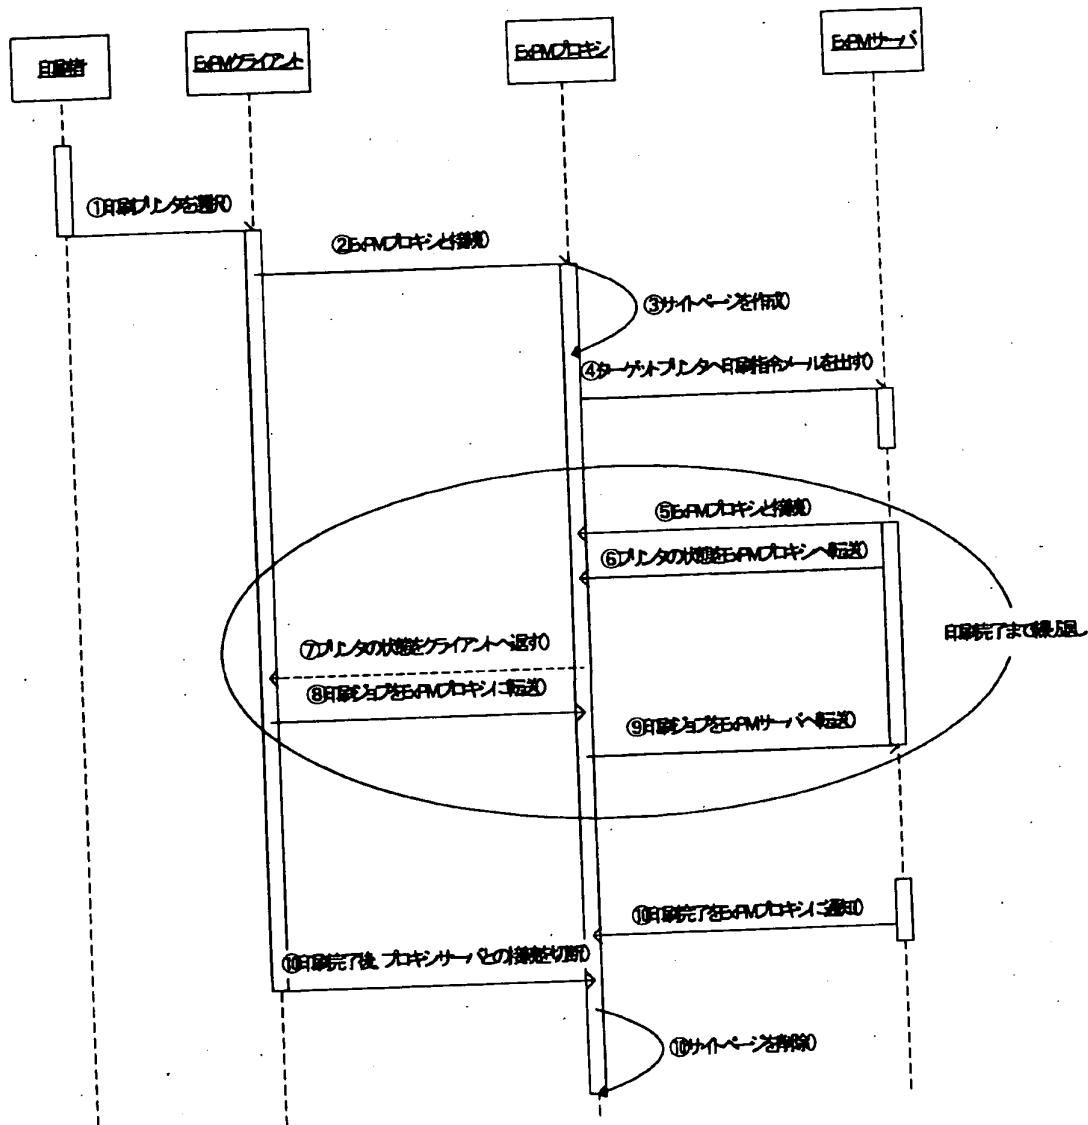 印刷者
ExPMクライアント
ExPMプロキシ
ExPMサーバ
①印刷プリンタを選択()
②ExPMプロキシと接続()
③サイトページを作成()
④ターゲットプリンタへ印刷指令メールを出す()
⑤ExPMプロキシと接続()
⑥プリンタの状態をExPMプロキシへ転送()
印刷完了まで繰り返し
⑦プリンタの状態をクライアントへ返す()
⑧印刷ジョブをExPMプロキシに転送()
⑨印刷ジョブをExPMサーバへ転送()
⑩印刷完了をExPMプロキシに通知()
⑩印刷完了後、プロキシサーバとの接続を切断()
⑩サイトページを削除()